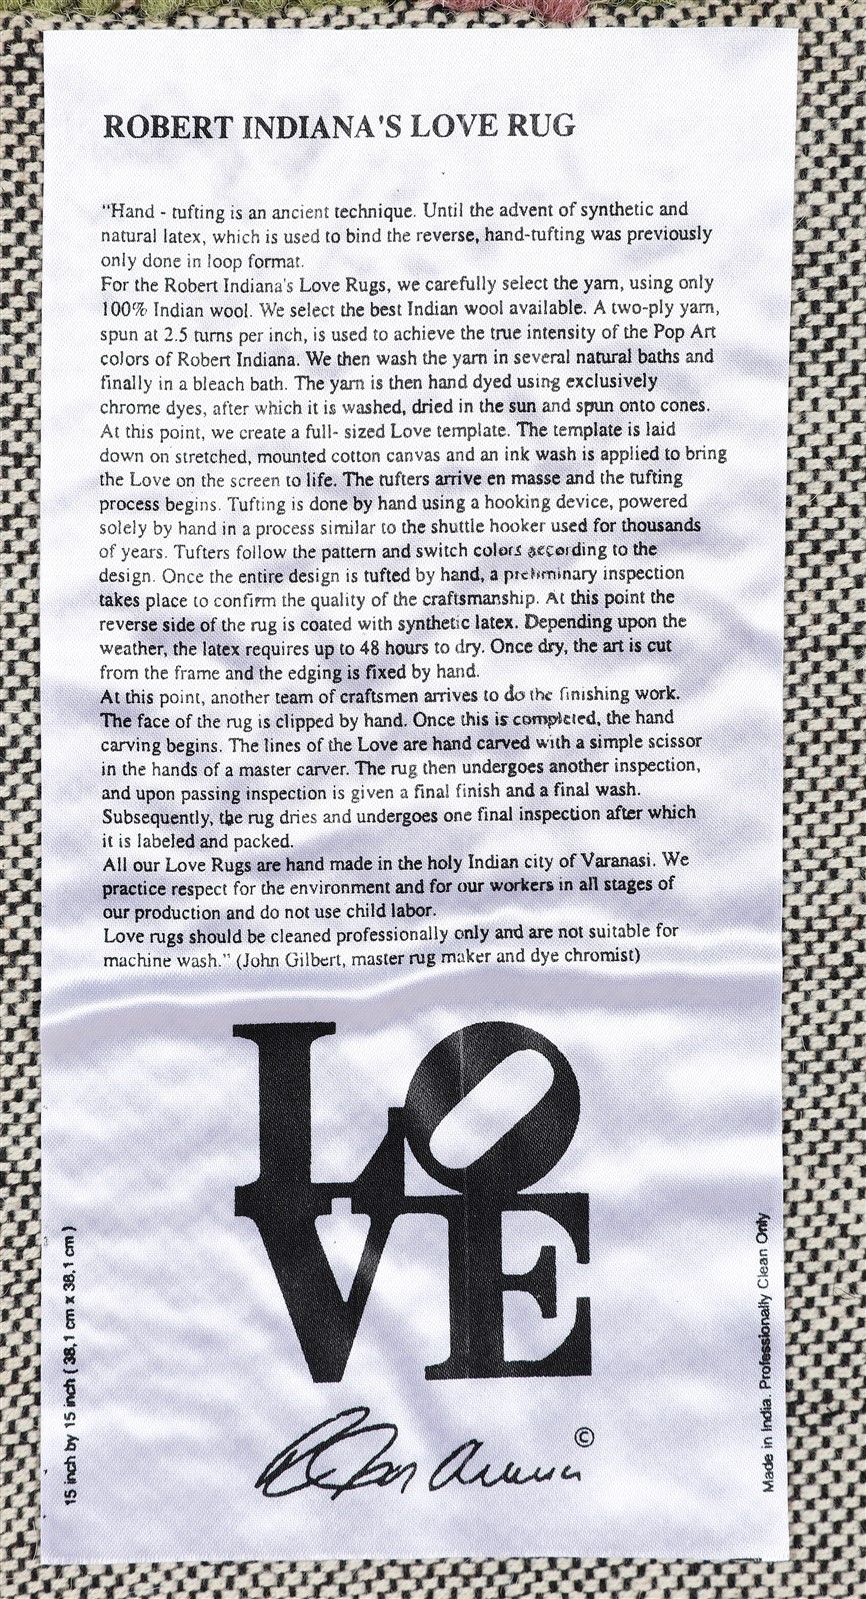 ROBERT INDIANA'S LOVE RUG
“Hand - tufting is an ancient technique. Until the advent of synthetic and
natural latex, which is used to bind the reverse, hand-tufting was previously
only done in loop format.
For the Robert Indiana's Love Rugs, we carefully select the yarn, using only
100% Indian wool. We select the best Indian wool available. A two-ply yarn,
spun at 2.5 turns per inch, is used to achieve the true intensity of the Pop Art
colors of Robert Indiana. We then wash the yarn in several natural baths and
finally in a bleach bath. The yarn is then hand dyed using exclusively
chrome dyes, after which it is washed, dried in the sun and spun onto cones.
At this point, we create a full- sized Love template. The template is laid
down on stretched, mounted cotton canvas and an ink wash is applied to bring
the Love on the screen to life. The tufters arrive en masse and the tufting
process begins. Tufting is done by hand using a hooking device, powered
solely by hand in a process similar to the shuttle hooker used for thousands
of years. Tufters follow the pattern and switch colors according to the
design. Once the entire design is tufted by hand, a preliminary inspection
takes place to confirm the quality of the craftsmanship. At this point the
reverse side of the rug is coated with synthetic latex. Depending upon the
weather, the latex requires up to 48 hours to dry. Once dry, the art is cut
from the frame and the edging is fixed by hand.
At this point, another team of craftsmen arrives to do the finishing work.
The face of the rug is clipped by hand. Once this is completed, the hand
carving begins. The lines of the Love are hand carved with a simple scissor
in the hands of a master carver. The rug then undergoes another inspection,
and upon passing inspection is given a final finish and a final wash.
Subsequently, the rug dries and undergoes one final inspection after which
it is labeled and packed.
All our Love Rugs are hand made in the holy Indian city of Varanasi. We
practice respect for the environment and for our workers in all stages of
our production and do not use child labor.
Love rugs should be cleaned professionally only and are not suitable for
machine wash.” (John Gilbert, master rug maker and dye chromist)
LO
VE
©
15 inch by 15 inch ( 38,1 cm x 38,1 cm )
Made in India. Professionally Clean Only